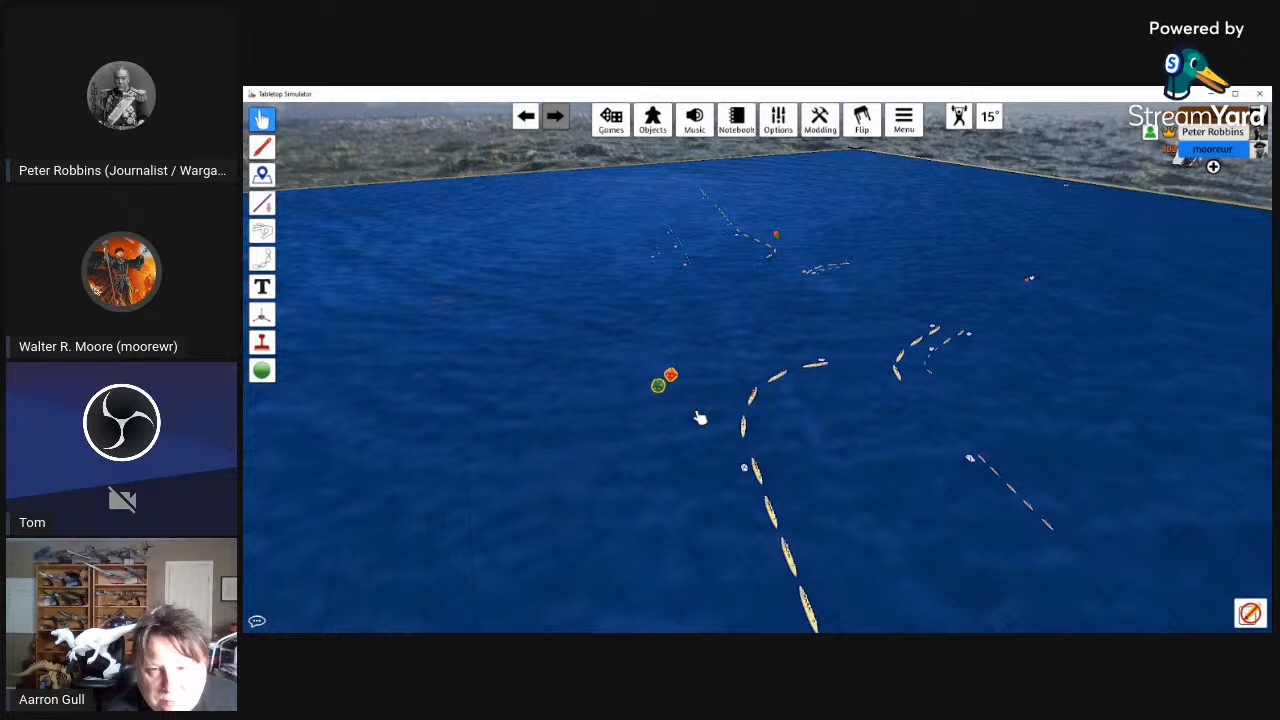 Powered by
S
StreamYard
Tabletop Simulator
Games
Objects
Music
Notebook
Options
Modding
Flip
Menu
15°
Peter Robbins
moorewr
T
Peter Robbins (Journalist / Warga...
Walter R. Moore (moorewr)
Tom
Aarron Gull